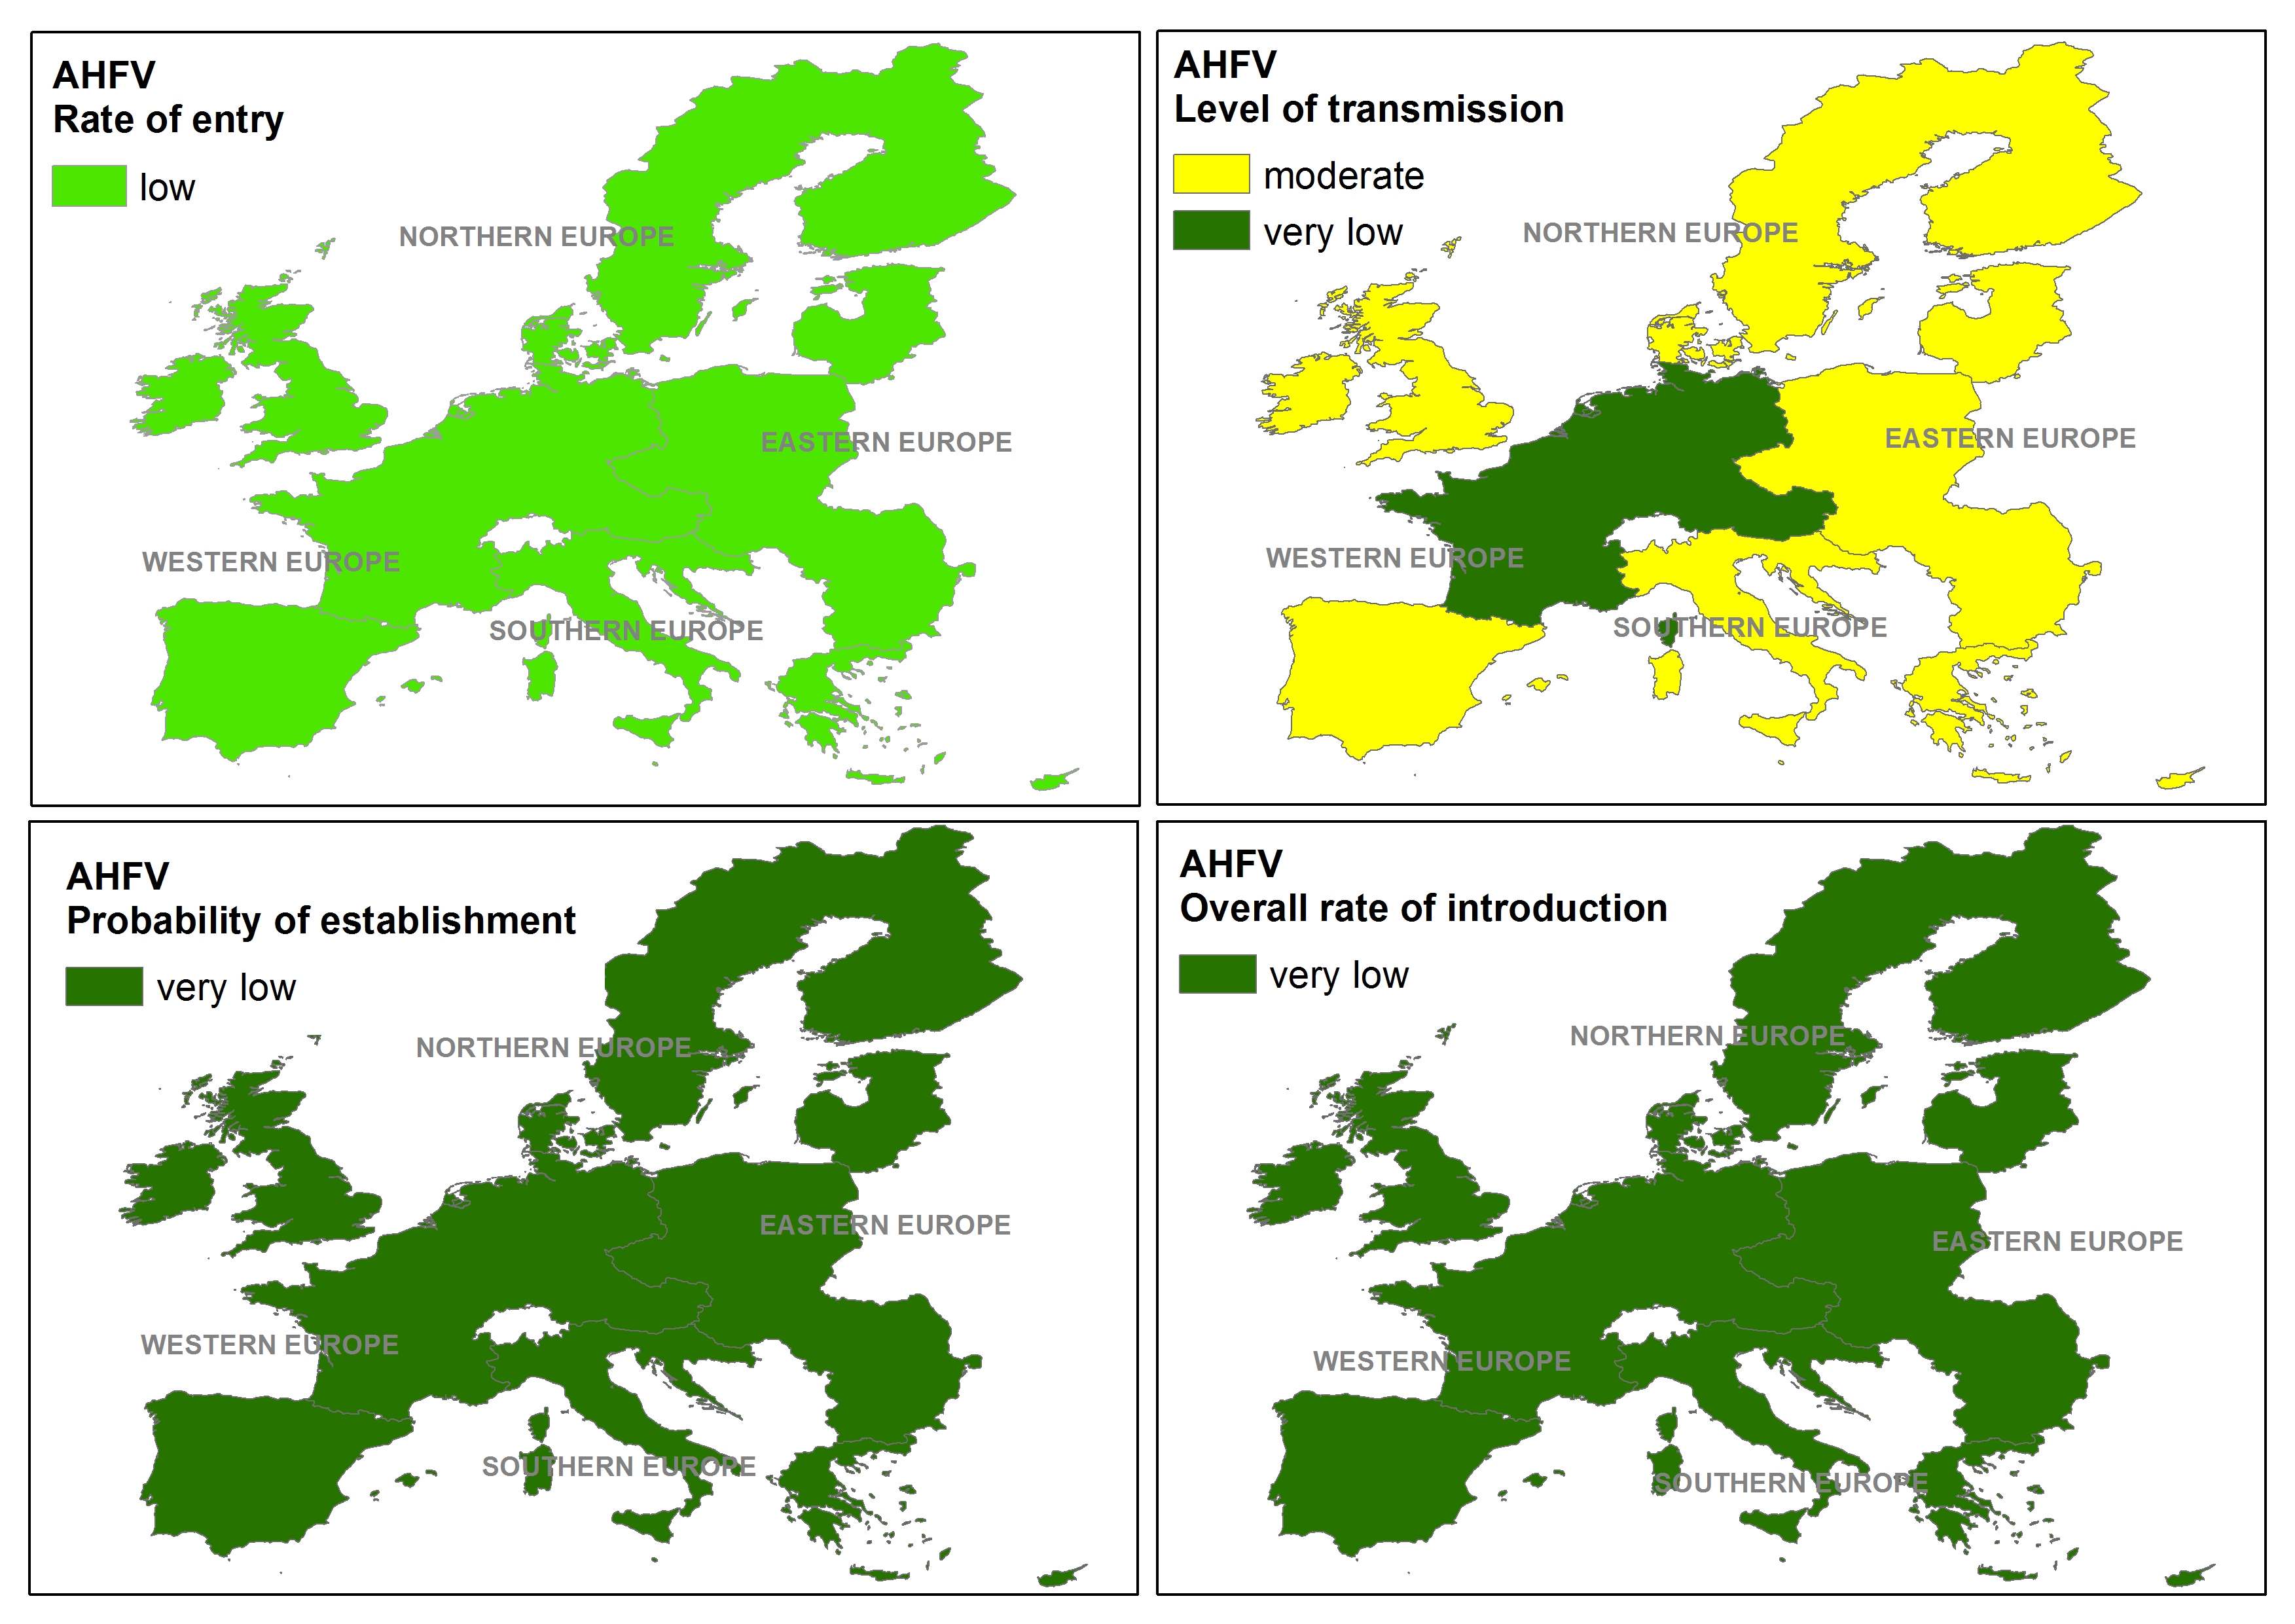 AHFV
Rate of entry
low
NORTHERN EUROPE
EASTERN EUROPE
WESTERN EUROPE
SOUTHERN EUROPE
AHFV
Level of transmission
moderate
very low
NORTHERN EUROPE
EASTERN EUROPE
WESTERN EUROPE
SOUTHERN EUROPE
AHFV
Probability of establishment
very low
NORTHERN EUROPE
EASTERN EUROPE
WESTERN EUROPE
SOUTHERN EUROPE
AHFV
Overall rate of introduction
very low
NORTHERN EUROPE
EASTERN EUROPE
WESTERN EUROPE
SOUTHERN EUROPE